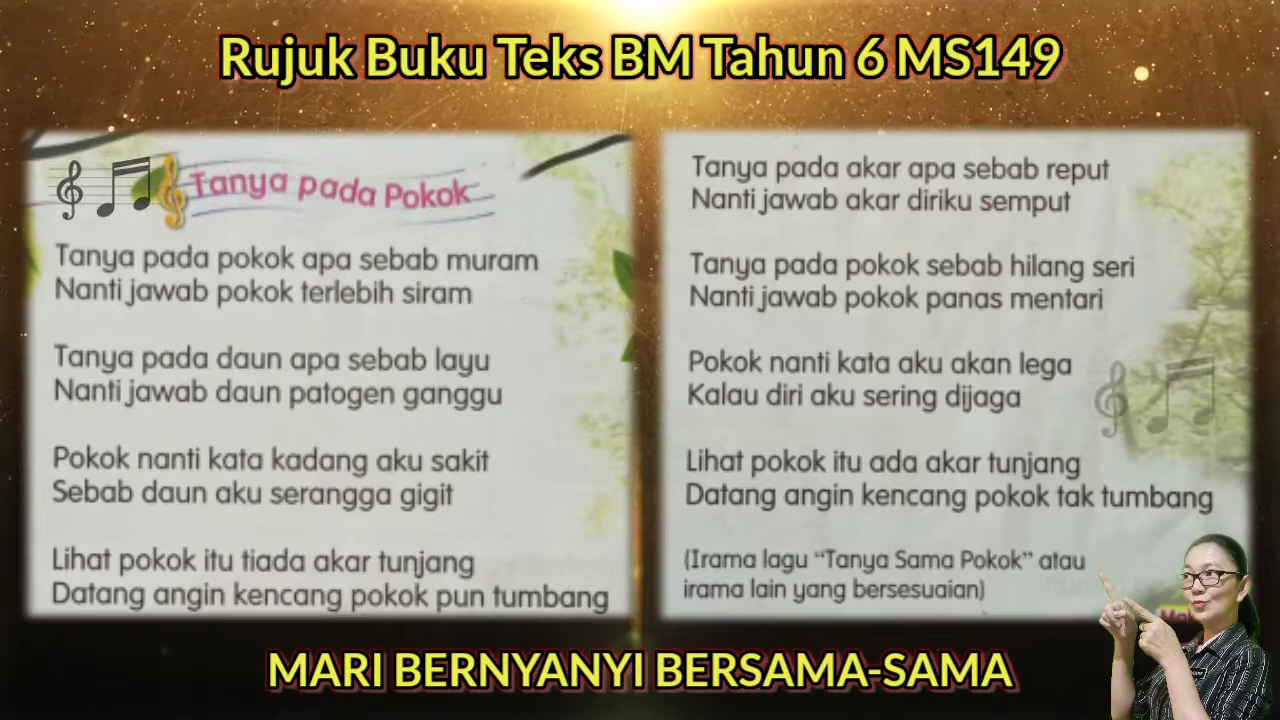 Rujuk Buku Teks BM Tahun 6 MS149
Tanya pada Pokok
Tanya pada pokok apa sebab muram
Nanti jawab pokok terlebih siram
Tanya pada daun apa sebab layu
Nanti jawab daun patogen ganggu
Pokok nanti kata kadang aku sakit
Sebab daun aku serangga gigit
Lihat pokok itu tiada akar tunjang
Datang angin kencang pokok pun tumbang
Tanya pada akar apa sebab reput
Nanti jawab akar diriku semput
Tanya pada pokok sebab hilang seri
Nanti jawab pokok panas mentari
Pokok nanti kata aku akan lega
Kalau diri aku sering dijaga
Lihat pokok itu ada akar tunjang
Datang angin kencang pokok tak tumbang
(Irama lagu “Tanya Sama Pokok” atau
irama lain yang bersesuaian)
MARI BERNYANYI BERSAMA-SAMA